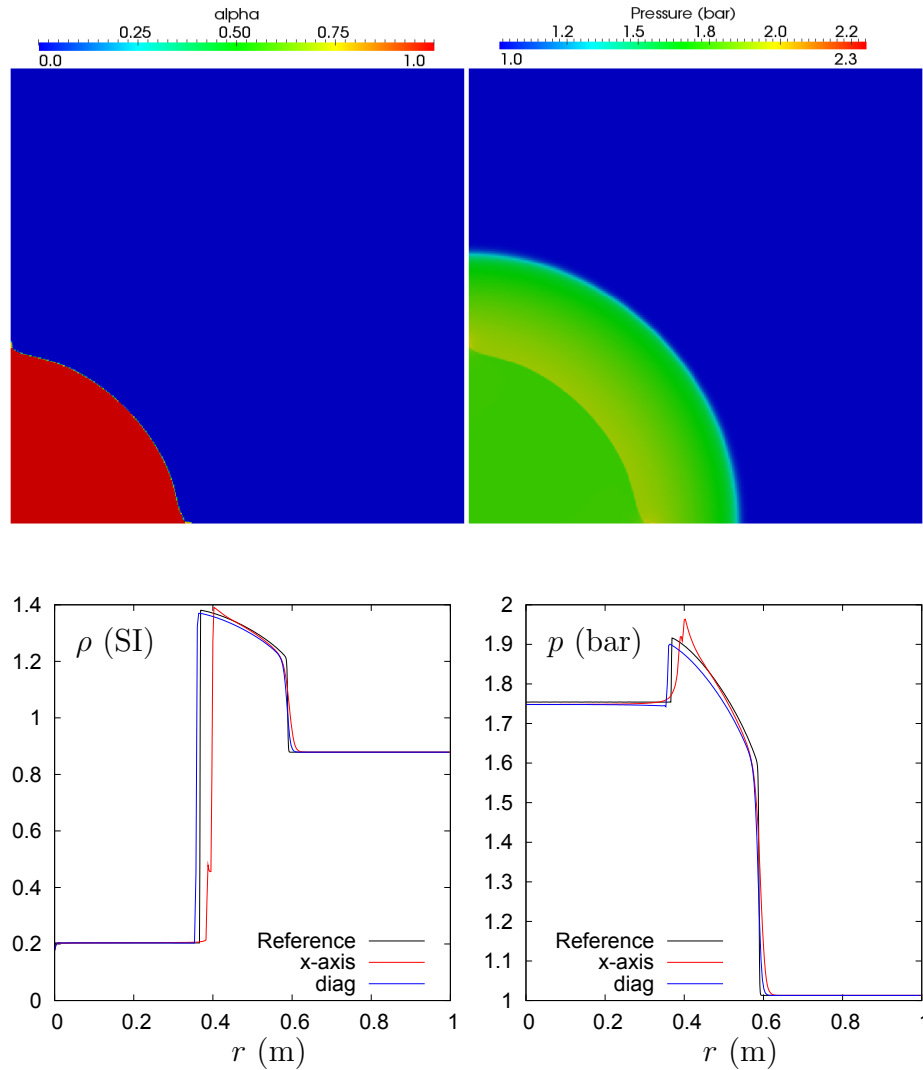 alpha
0.25 0.50 0.75
0.0 1.0
Pressure (bar)
1.2 1.5 1.8 2.0 2.2
1.0 2.3
1.4
1.2
1
0.8
0.6
0.4
0.2
0
ρ (SI)
Reference
x-axis
diag
0 0.2 0.4 0.6 0.8 1
r (m)
2
1.9
1.8
1.7
1.6
1.5
1.4
1.3
1.2
1.1
1
p (bar)
Reference
x-axis
diag
0 0.2 0.4 0.6 0.8 1
r (m)